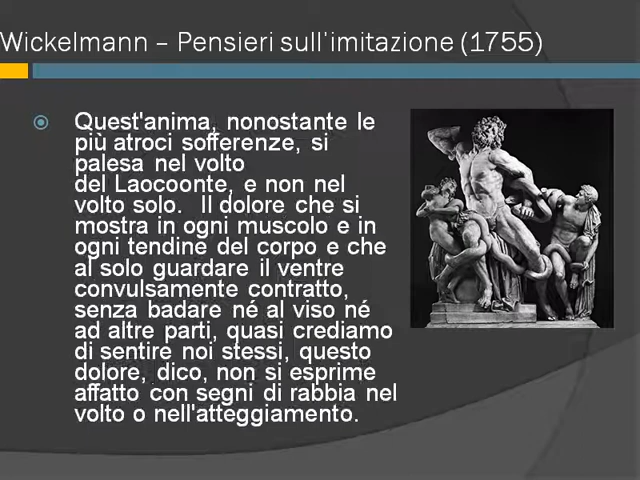 Wickelmann – Pensieri sull'imitazione (1755)
Quest'anima, nonostante le
più atroci sofferenze, si
palesa nel volto
del Laocoonte, e non nel
volto solo. Il dolore che si
mostra in ogni muscolo e in
ogni tendine del corpo e che
al solo guardare il ventre
convulsamente contratto,
senza badare né al viso né
ad altre parti, quasi crediamo
di sentire noi stessi, questo
dolore, dico, non si esprime
affatto con segni di rabbia nel
volto o nell'atteggiamento.